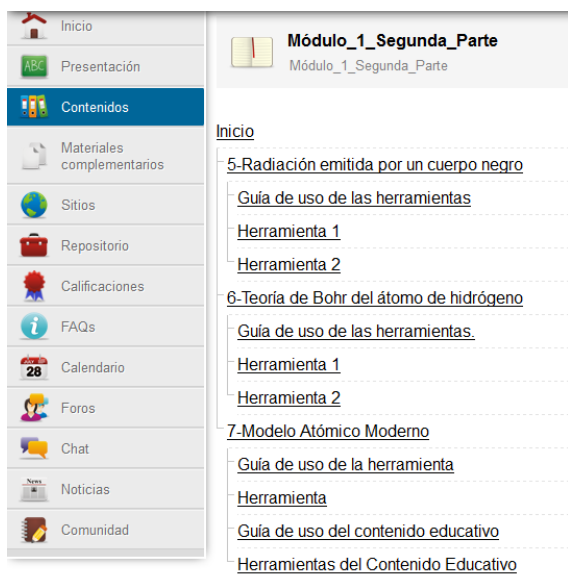 Inicio
ABC
Presentación
Contenidos
Materiales
complementarios
Sitios
Repositorio
Calificaciones
FAQs
28
Calendario
Foros
Chat
News
Noticias
Comunidad
Módulo_1_Segunda_Parte
Módulo_1_Segunda_Parte
Inicio
5-Radiación emitida por un cuerpo negro
Guía de uso de las herramientas
Herramienta 1
Herramienta 2
6-Teoría de Bohr del átomo de hidrógeno
Guía de uso de las herramientas.
Herramienta 1
Herramienta 2
7-Modelo Atómico Moderno
Guía de uso de la herramienta
Herramienta
Guía de uso del contenido educativo
Herramientas del Contenido Educativo